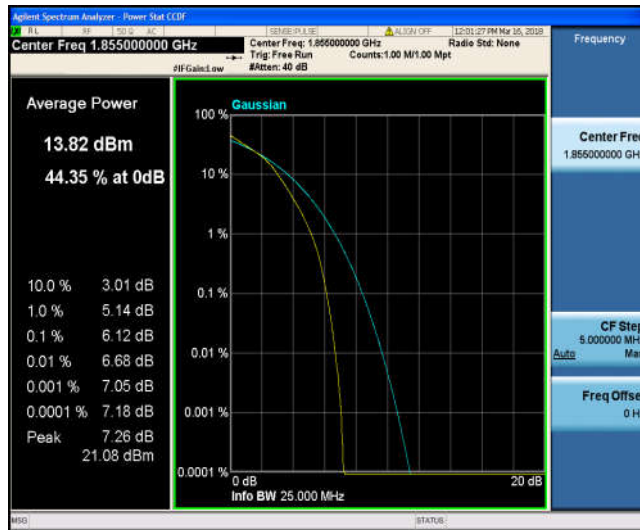 Agilent Spectrum Analyzer - Power Stat CCDF
RL RF 50 Ω AC SENSE:PULSE ALIGN OFF 12:01:27 PM Mar 16, 2018
Center Freq 1.855000000 GHz
Center Freq: 1.855000000 GHz Radio Std: None
Trig: Free Run Counts:1.00 M/1.00 Mpt
#IFGain:Low #Atten: 40 dB
Frequency
Average Power
13.82 dBm
44.35 % at 0dB
10.0 % 3.01 dB
1.0 % 5.14 dB
0.1 % 6.12 dB
0.01 % 6.68 dB
0.001 % 7.05 dB
0.0001 % 7.18 dB
Peak 7.26 dB
21.08 dBm
Gaussian
100 %
10 %
1 %
0.1 %
0.01 %
0.001 %
0.0001 %
0 dB 20 dB
Info BW 25.000 MHz
Center Fre
1.855000000 GH
CF Step
5.000000 MH
Auto Ma
Freq Offse
0 H
MSG STATUS